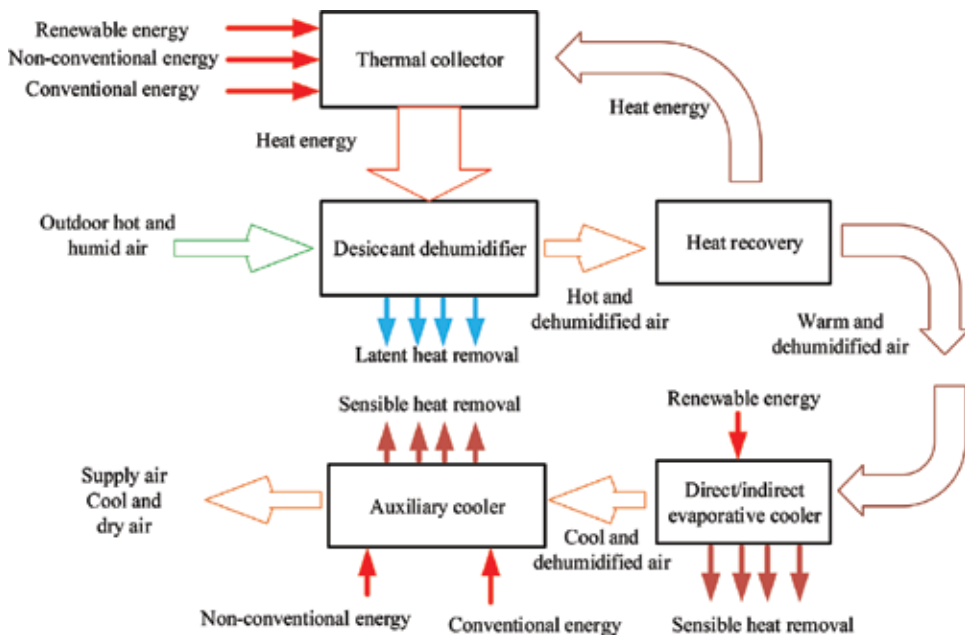 Renewable energy
Non-conventional energy
Conventional energy
Thermal collector
Heat energy
Heat energy
Outdoor hot and
humid air
Desiccant dehumidifier
Heat recovery
Hot and
dehumidified air
Warm and
dehumidified air
Latent heat removal
Sensible heat removal
Renewable energy
Supply air
Cool and
dry air
Auxiliary cooler
Direct/indirect
evaporative cooler
Cool and
dehumidified air
Non-conventional energy
Conventional energy
Sensible heat removal